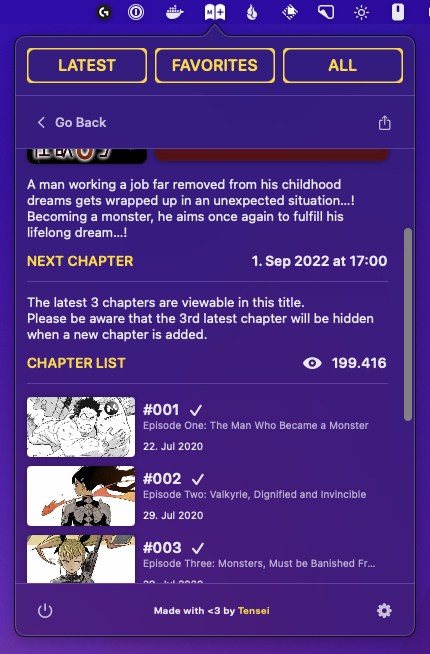 LATEST
FAVORITES
ALL
Go Back
A man working a job far removed from his childhood
dreams gets wrapped up in an unexpected situation...!
Becoming a monster, he aims once again to fulfill his
lifelong dream...!
NEXT CHAPTER
1. Sep 2022 at 17:00
The latest 3 chapters are viewable in this title.
Please be aware that the 3rd latest chapter will be hidden
when a new chapter is added.
CHAPTER LIST
199.416
#001
Episode One: The Man Who Became a Monster
22. Jul 2020
#002
Episode Two: Valkyrie, Dignified and Invincible
29. Jul 2020
#003
Episode Three: Monsters, Must be Banished Fr...
Made with <3 by Tensei